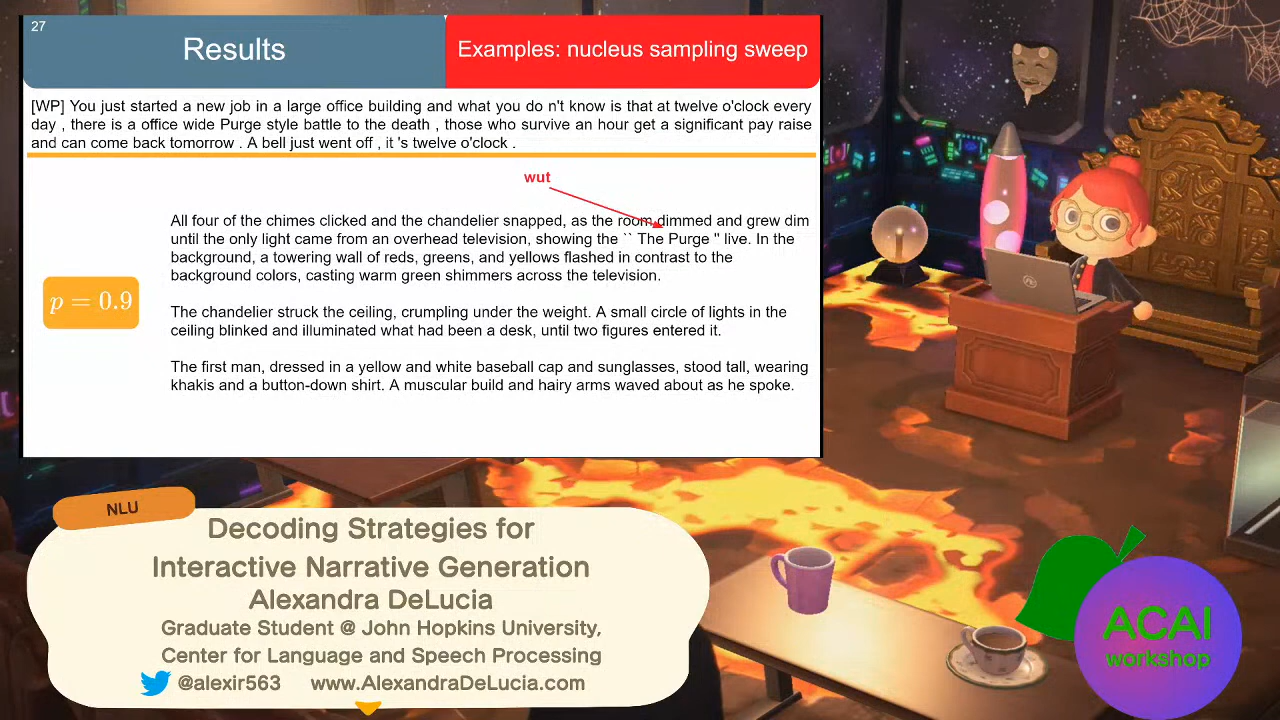 27
Results
Examples: nucleus sampling sweep
[WP] You just started a new job in a large office building and what you do n't know is that at twelve o'clock every
day , there is a office wide Purge style battle to the death , those who survive an hour get a significant pay raise
and can come back tomorrow . A bell just went off , it 's twelve o'clock .
wut
All four of the chimes clicked and the chandelier snapped, as the room dimmed and grew dim
until the only light came from an overhead television, showing the `` The Purge '' live. In the
background, a towering wall of reds, greens, and yellows flashed in contrast to the
background colors, casting warm green shimmers across the television.
p = 0.9
The chandelier struck the ceiling, crumpling under the weight. A small circle of lights in the
ceiling blinked and illuminated what had been a desk, until two figures entered it.
The first man, dressed in a yellow and white baseball cap and sunglasses, stood tall, wearing
khakis and a button-down shirt. A muscular build and hairy arms waved about as he spoke.
NLU
Decoding Strategies for
Interactive Narrative Generation
Alexandra DeLucia
Graduate Student @ John Hopkins University,
Center for Language and Speech Processing
@alexir563 www.AlexandraDeLucia.com
ACAI
workshop